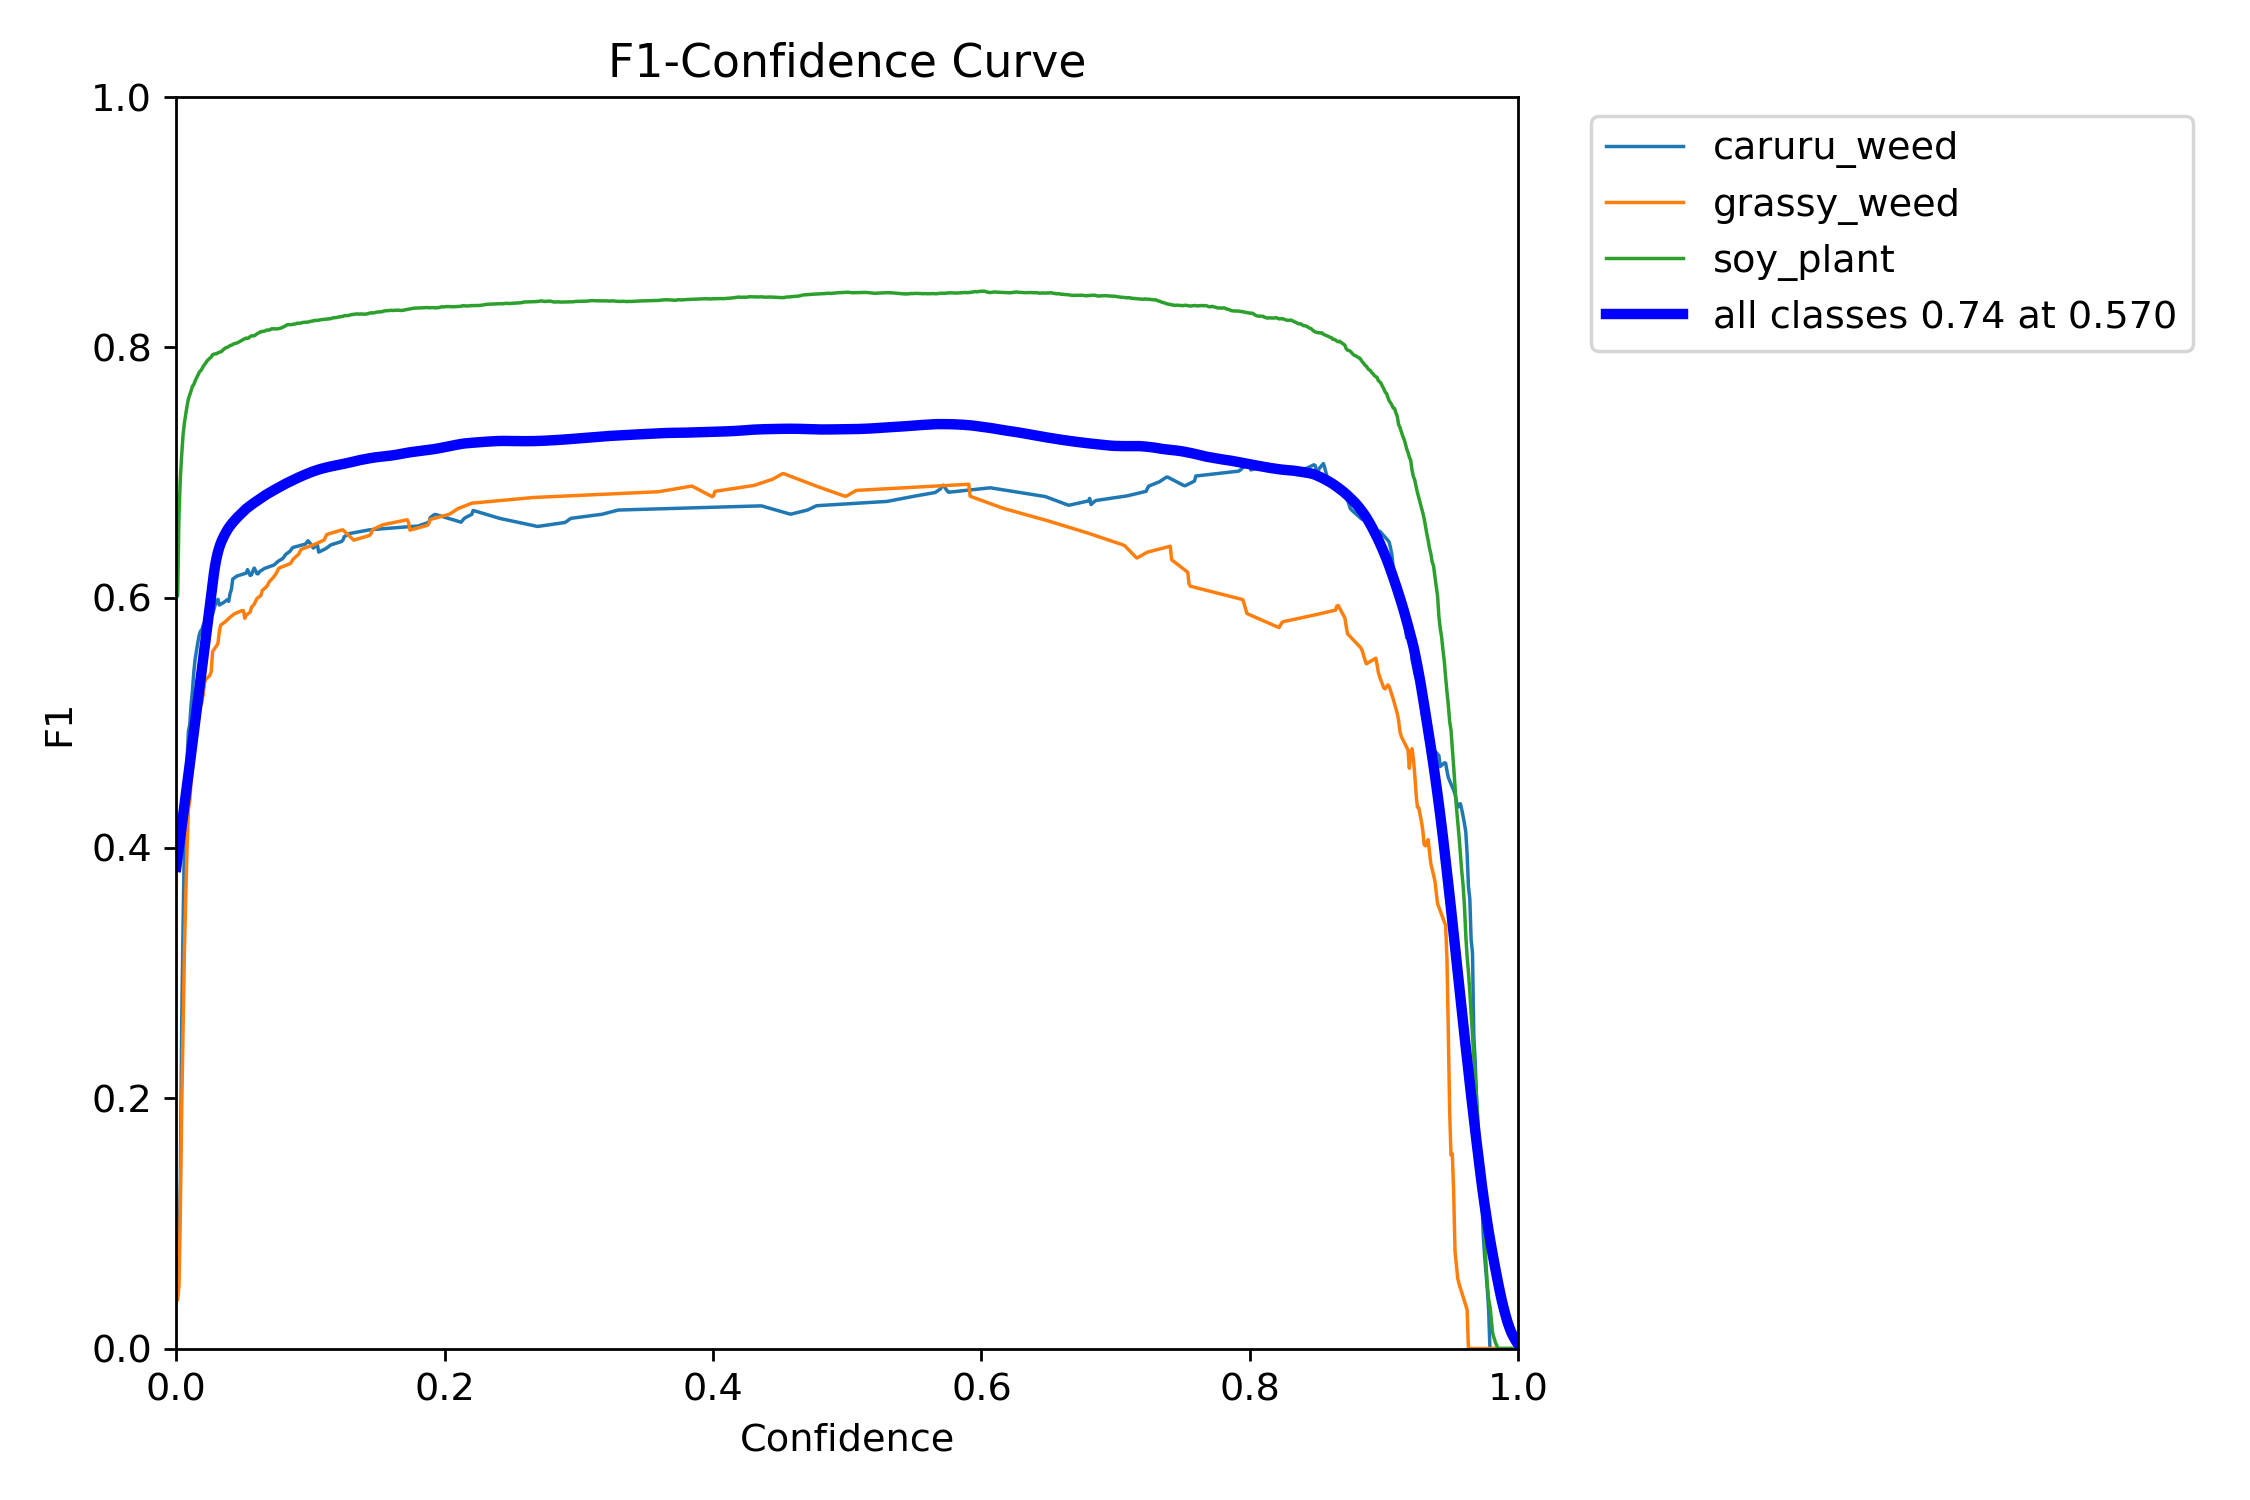 F1-Confidence Curve
1.0
0.8
0.6
0.4
0.2
0.0
F1
0.0 0.2 0.4 0.6 0.8 1.0
Confidence
caruru_weed
grassy_weed
soy_plant
all classes 0.74 at 0.570